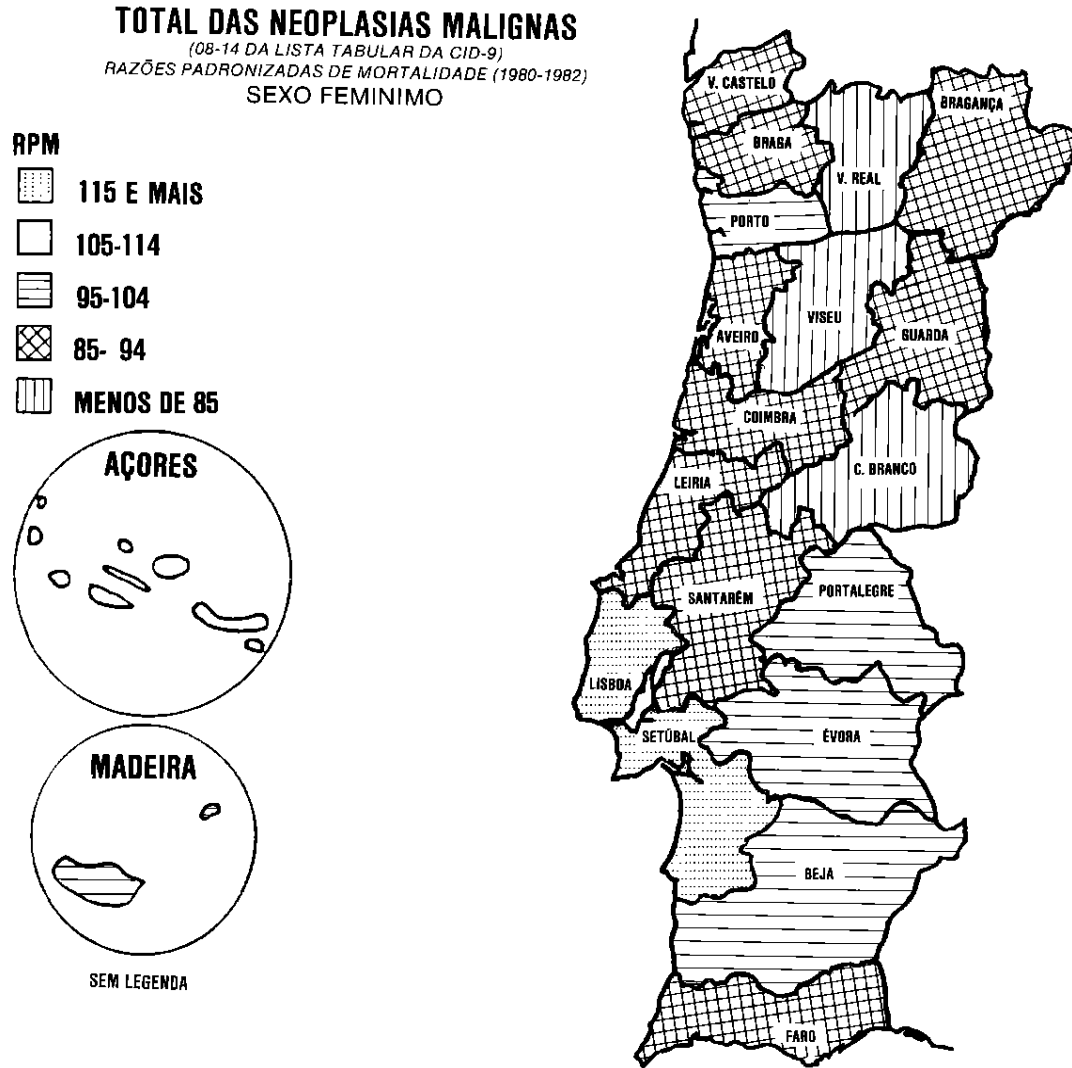 TOTAL DAS NEOPLASIAS MALIGNAS
(08-14 DA LISTA TABULAR DA CID-9)
RAZÕES PADRONIZADAS DE MORTALIDADE (1980-1982)
SEXO FEMINIMO
RPM
115 E MAIS
105-114
95-104
85- 94
MENOS DE 85
AÇORES
MADEIRA
SEM LEGENDA
V. CASTELO
BRAGANÇA
BRAGA
V. REAL
PORTO
VISEU
AVEIRO
GUARDA
COIMBRA
C. BRANCO
LEIRIA
SANTARÉM
PORTALEGRE
LISBOA
SETÚBAL
ÉVORA
BEJA
FARO